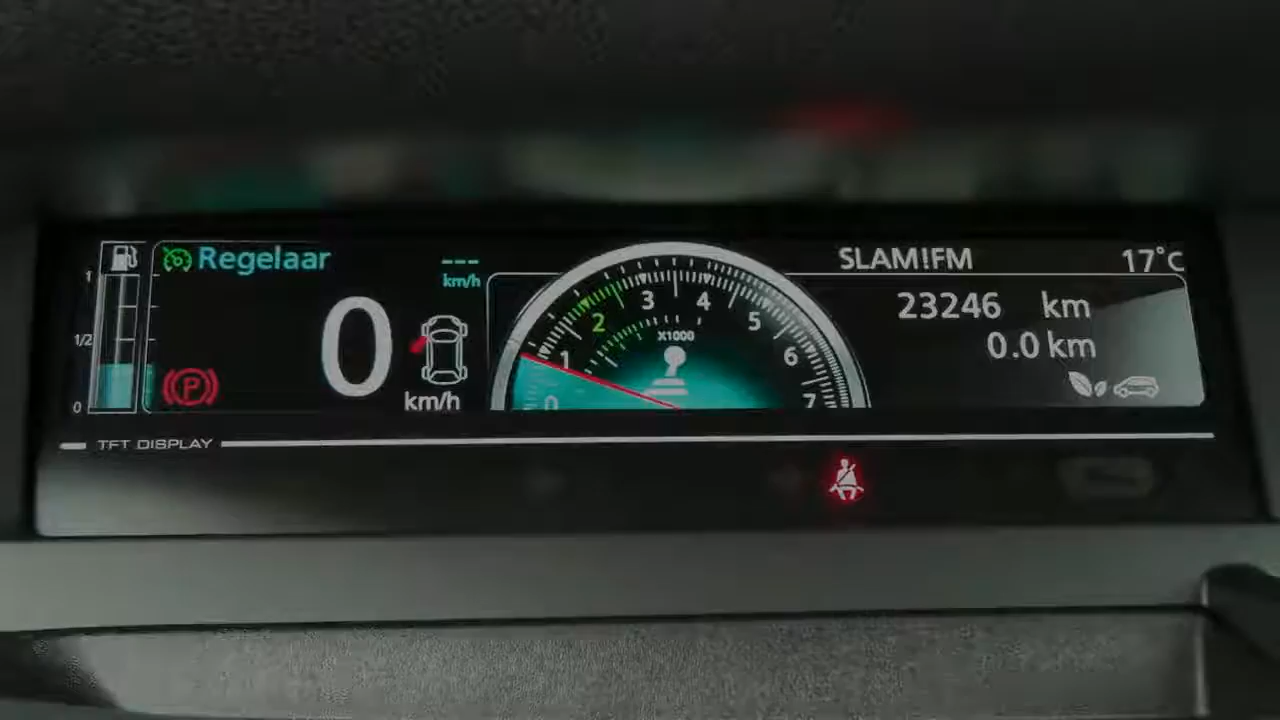 Regelaar
---
km/h
SLAM!FM
17°C
1
1/2
0
P
0
km/h
0
1
2
3
4
5
6
7
X1000
23246 km
0.0 km
TFT DISPLAY